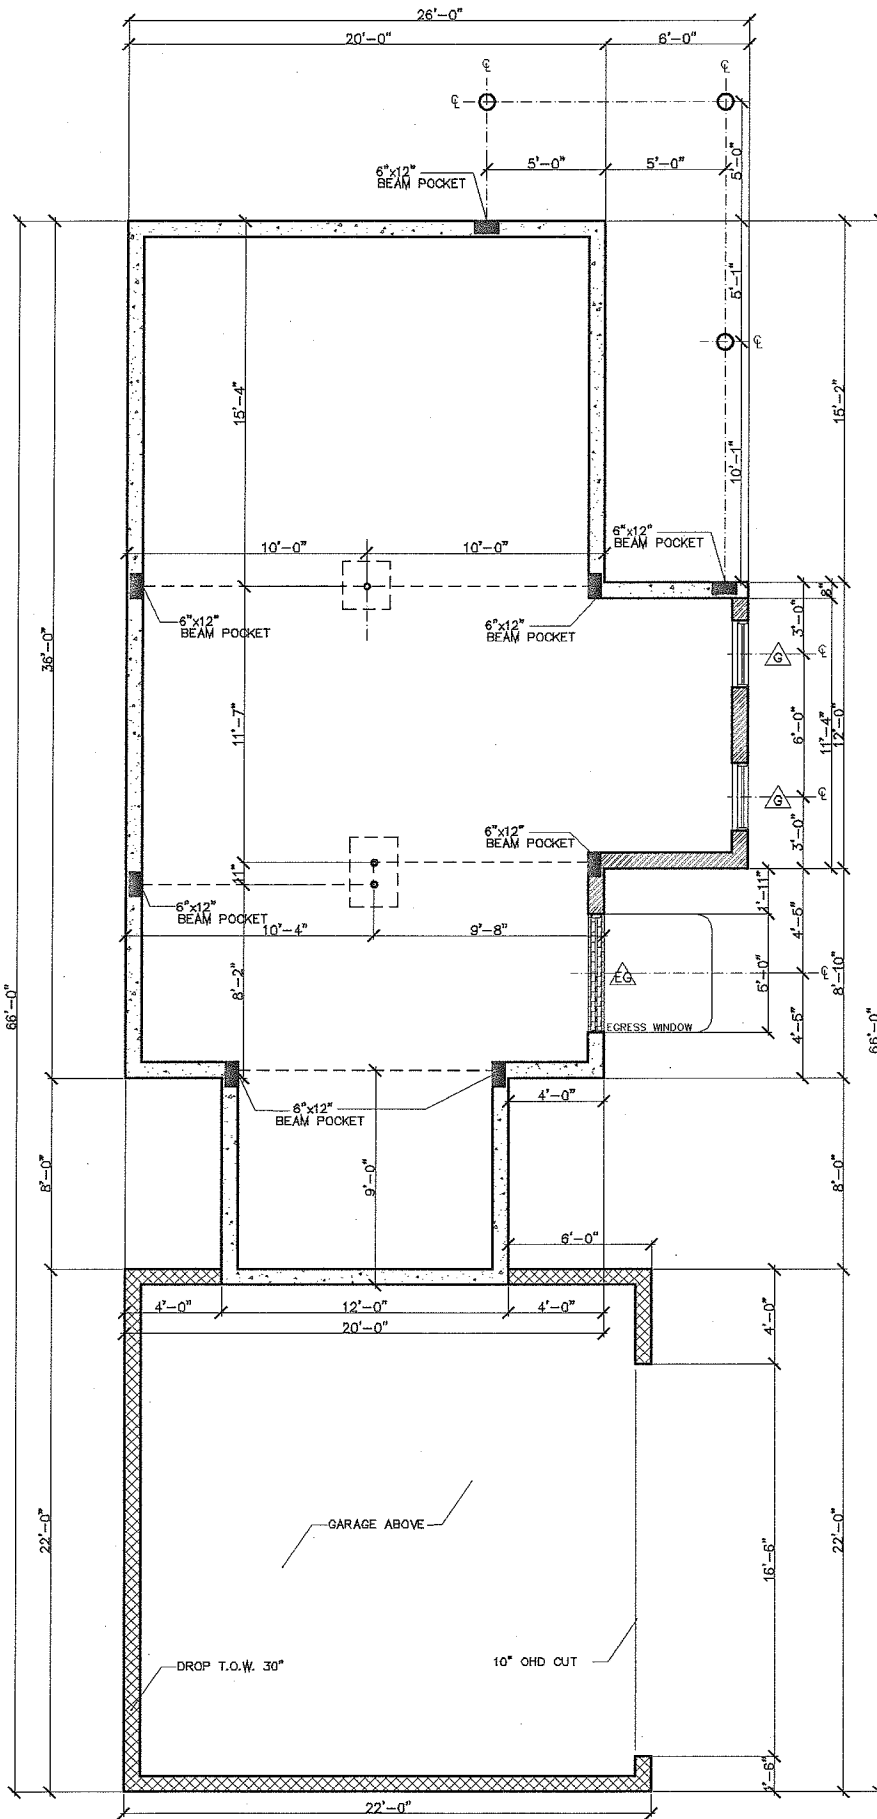 26'-0"
20'-0"
6'-0"
℄
℄
℄
5'-0"
5'-0"
5'-0"
6"x12"
BEAM POCKET
5'-1"
15'-4"
15'-2"
℄
10'-1"
6"x12"
BEAM POCKET
10'-0"
10'-0"
8"
6"x12"
BEAM POCKET
6"x12"
BEAM POCKET
3'-0"
36'-0"
G
℄
11'-7"
6'-0"
11'-4"
12'-0"
G
℄
6"x12"
BEAM POCKET
3'-0"
11"
1'-11"
6"x12"
BEAM POCKET
4'-5"
10'-4"
9'-8"
8'-2"
EG
5'-0"
℄
8'-10"
66'-0"
66'-0"
EGRESS WINDOW
4'-5"
6"x12"
BEAM POCKET
4'-0"
8'-0"
9'-0"
8'-0"
6'-0"
4'-0"
12'-0"
4'-0"
4'-0"
20'-0"
GARAGE ABOVE
22'-0"
16'-6"
22'-0"
DROP T.O.W. 30"
10" OHD CUT
1'-6"
22'-0"